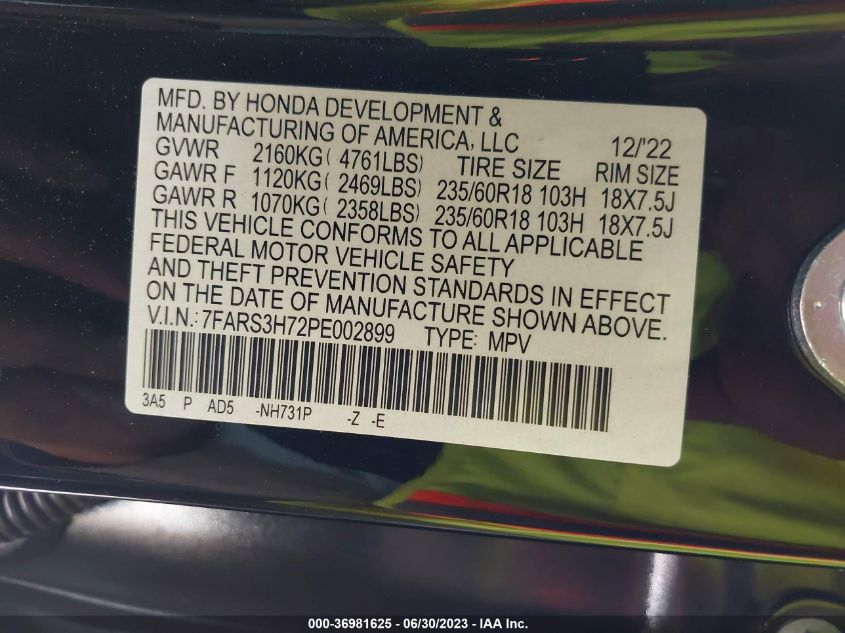 MFD. BY HONDA DEVELOPMENT &
MANUFACTURING OF AMERICA, LLC 12/'22
GVWR 2160KG( 4761LBS) TIRE SIZE RIM SIZE
GAWR F 1120KG( 2469LBS) 235/60R18 103H 18X7.5J
GAWR R 1070KG( 2358LBS) 235/60R18 103H 18X7.5J
THIS VEHICLE CONFORMS TO ALL APPLICABLE
FEDERAL MOTOR VEHICLE SAFETY
AND THEFT PREVENTION STANDARDS IN EFFECT
ON THE DATE OF MANUFACTURE SHOWN ABOVE.
V.I.N.:7FARS3H72PE002899 TYPE: MPV
3A5 P AD5 -NH731P -Z -E
000-36981625 - 06/30/2023 - IAA Inc.